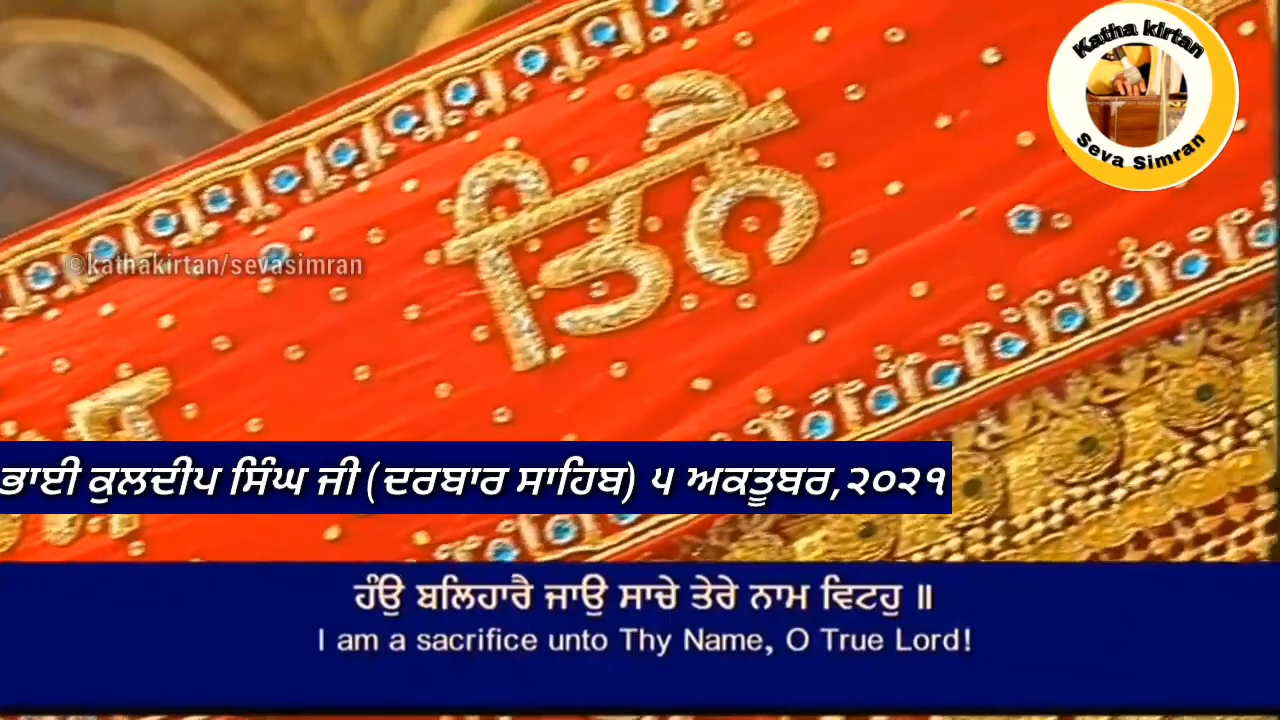 Katha kirtan
Seva Simran
ਤਿਨੈ
©kathakirtan/sevasimran
ਭਾਈ ਕੁਲਦੀਪ ਸਿੰਘ ਜੀ (ਦਰਬਾਰ ਸਾਹਿਬ) ੫ ਅਕਤੂਬਰ,੨੦੨੧
ਹੰਉ ਬਲਿਹਾਰੈ ਜਾਉ ਸਾਚੇ ਤੇਰੇ ਨਾਮ ਵਿਟਹੁ ॥
I am a sacrifice unto Thy Name, O True Lord!